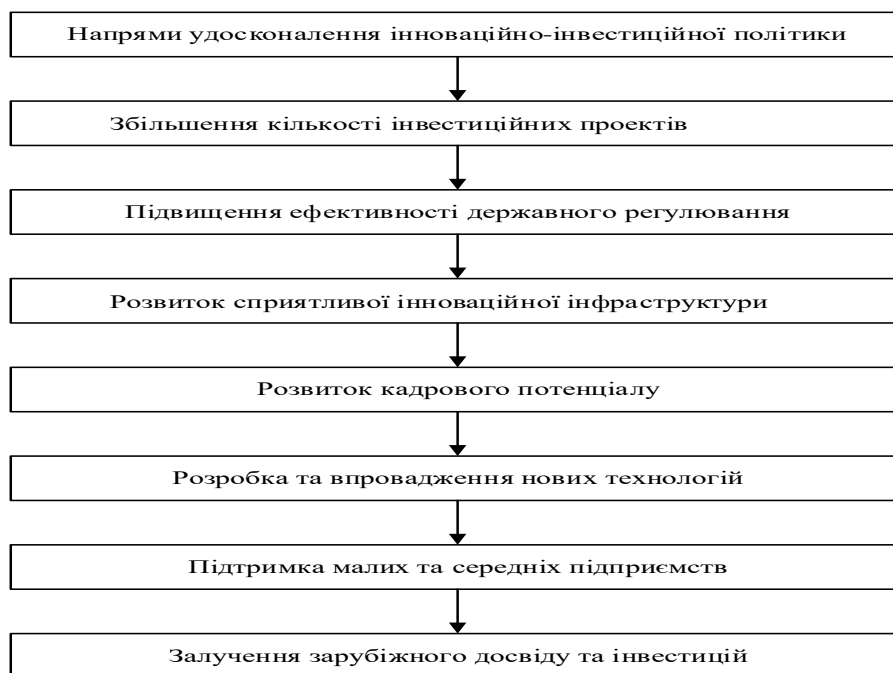 Напрями удосконалення інноваційно-інвестиційної політики
Збільшення кількості інвестиційних проектів
Підвищення ефективності державного регулювання
Розвиток сприятливої інноваційної інфраструктури
Розвиток кадрового потенціалу
Розробка та впровадження нових технологій
Підтримка малих та середніх підприємств
Залучення зарубіжного досвіду та інвестицій